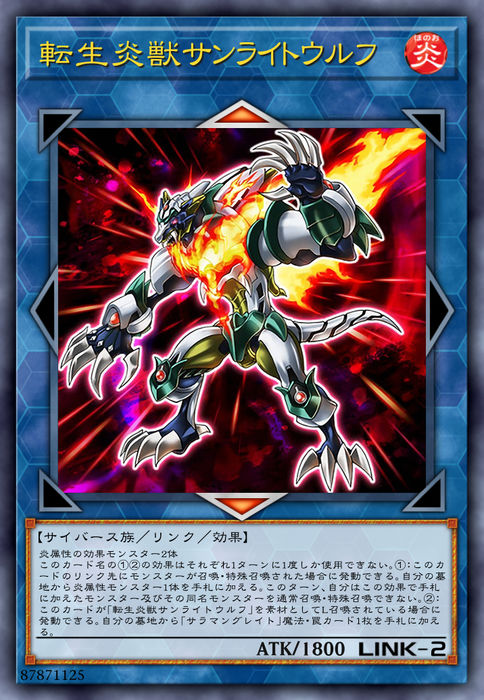 転生炎獣サンライトウルフ
ほのお
炎
【サイバース族／リンク／効果】
炎属性の効果モンスター2体
このカード名の①②の効果はそれぞれ1ターンに1度しか使用できない。①：このカ
ードのリンク先にモンスターが召喚・特殊召喚された場合に発動できる。自分の墓
地から炎属性モンスター1体を手札に加える。このターン、自分はこの効果で手札
に加えたモンスター及びその同名モンスターを通常召喚・特殊召喚できない。②：
このカードが「転生炎獣サンライトウルフ」を素材としてL召喚されている場合に
発動できる。自分の墓地から「サラマングレイト」魔法・罠カード1枚を手札に加え
る。
ATK/1800 LINK-2
87871125